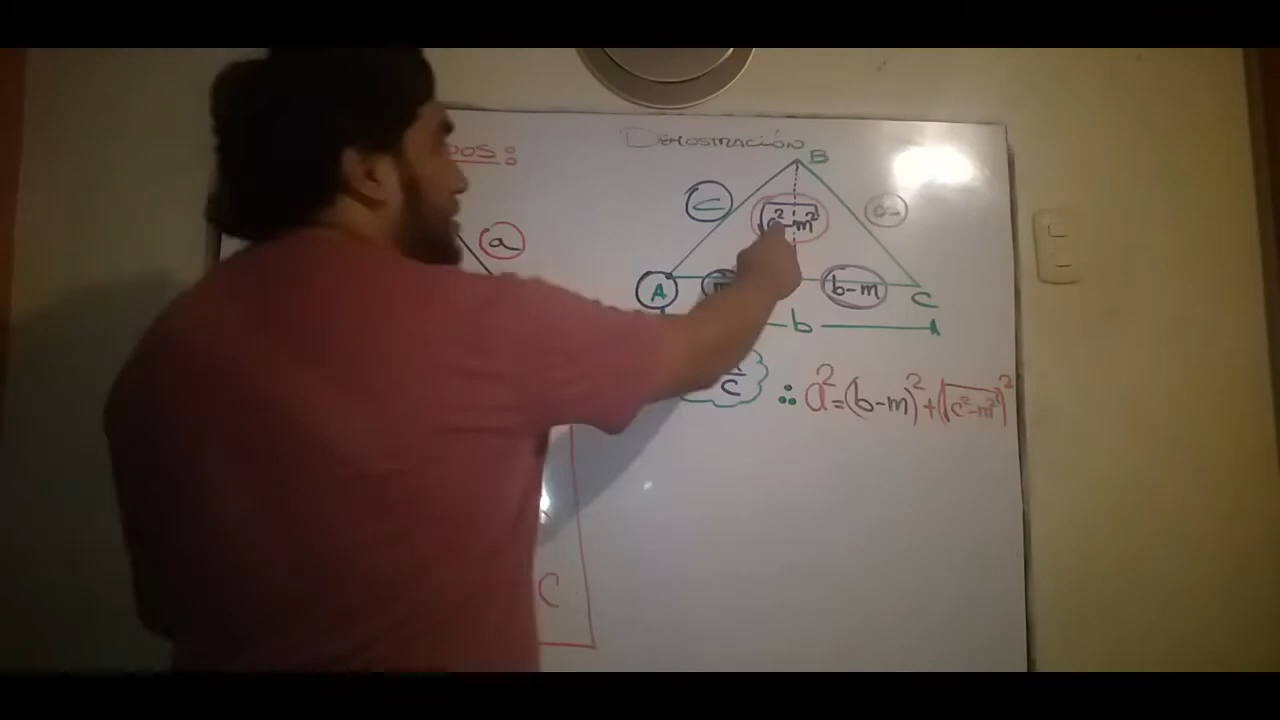 DEMOSTRACIÓN
B
c
√c²-m²
a
a
A
b-m
C
b
C
∴ a²=(b-m)²+(√c²-m²)²
C